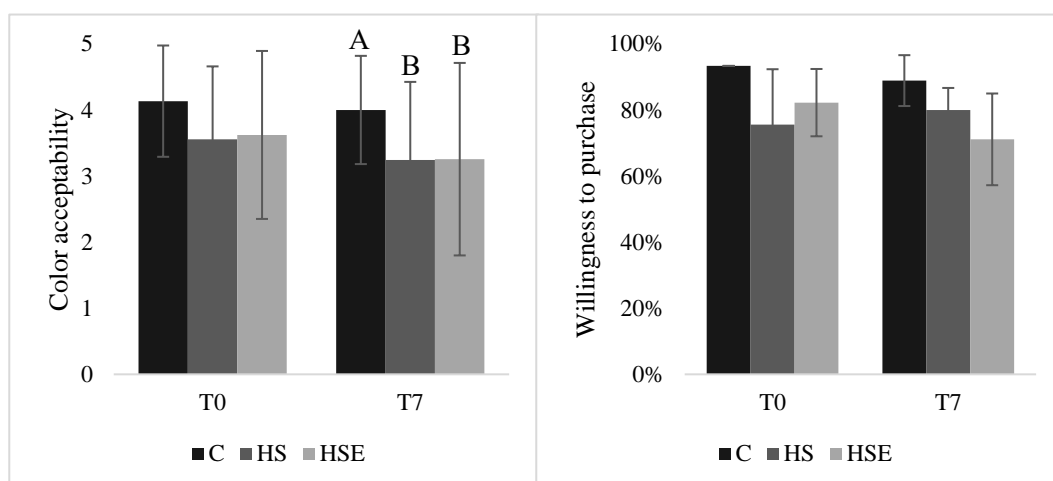 Color acceptability
5
4
3
2
1
0
A
B
B
T0
T7
C
HS
HSE
Willingness to purchase
100%
80%
60%
40%
20%
0%
T0
T7
C
HS
HSE